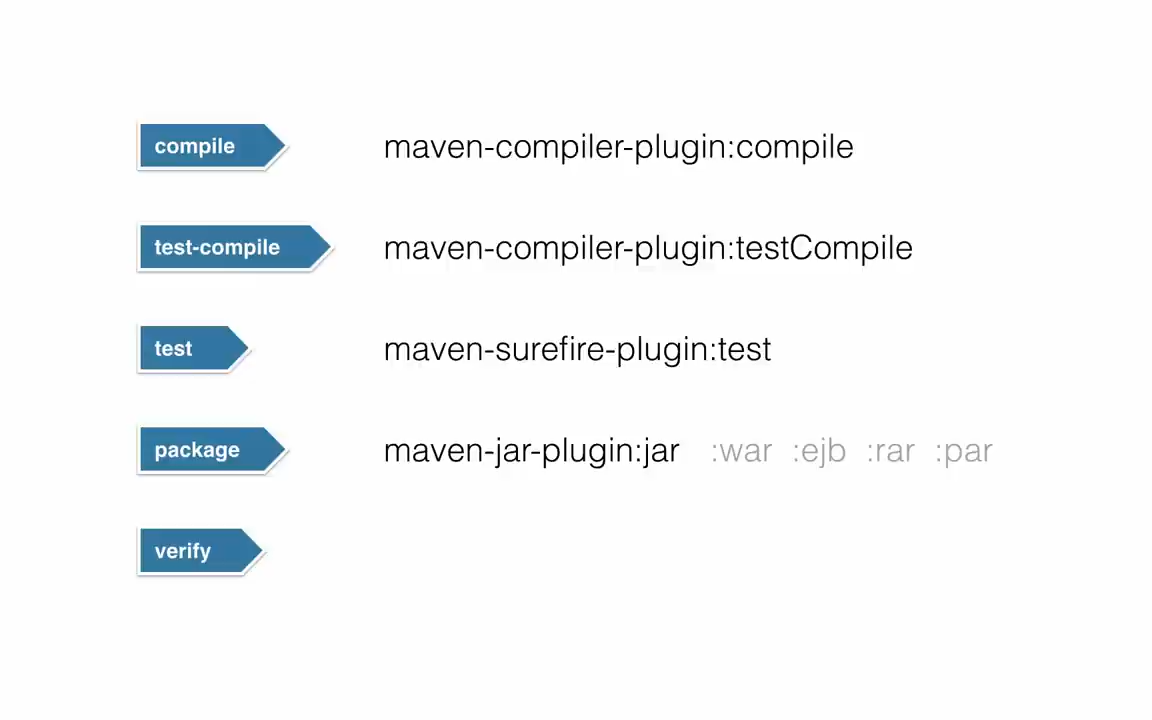 compile maven-compiler-plugin:compile
test-compile maven-compiler-plugin:testCompile
test maven-surefire-plugin:test
package maven-jar-plugin:jar :war :ejb :rar :par
verify